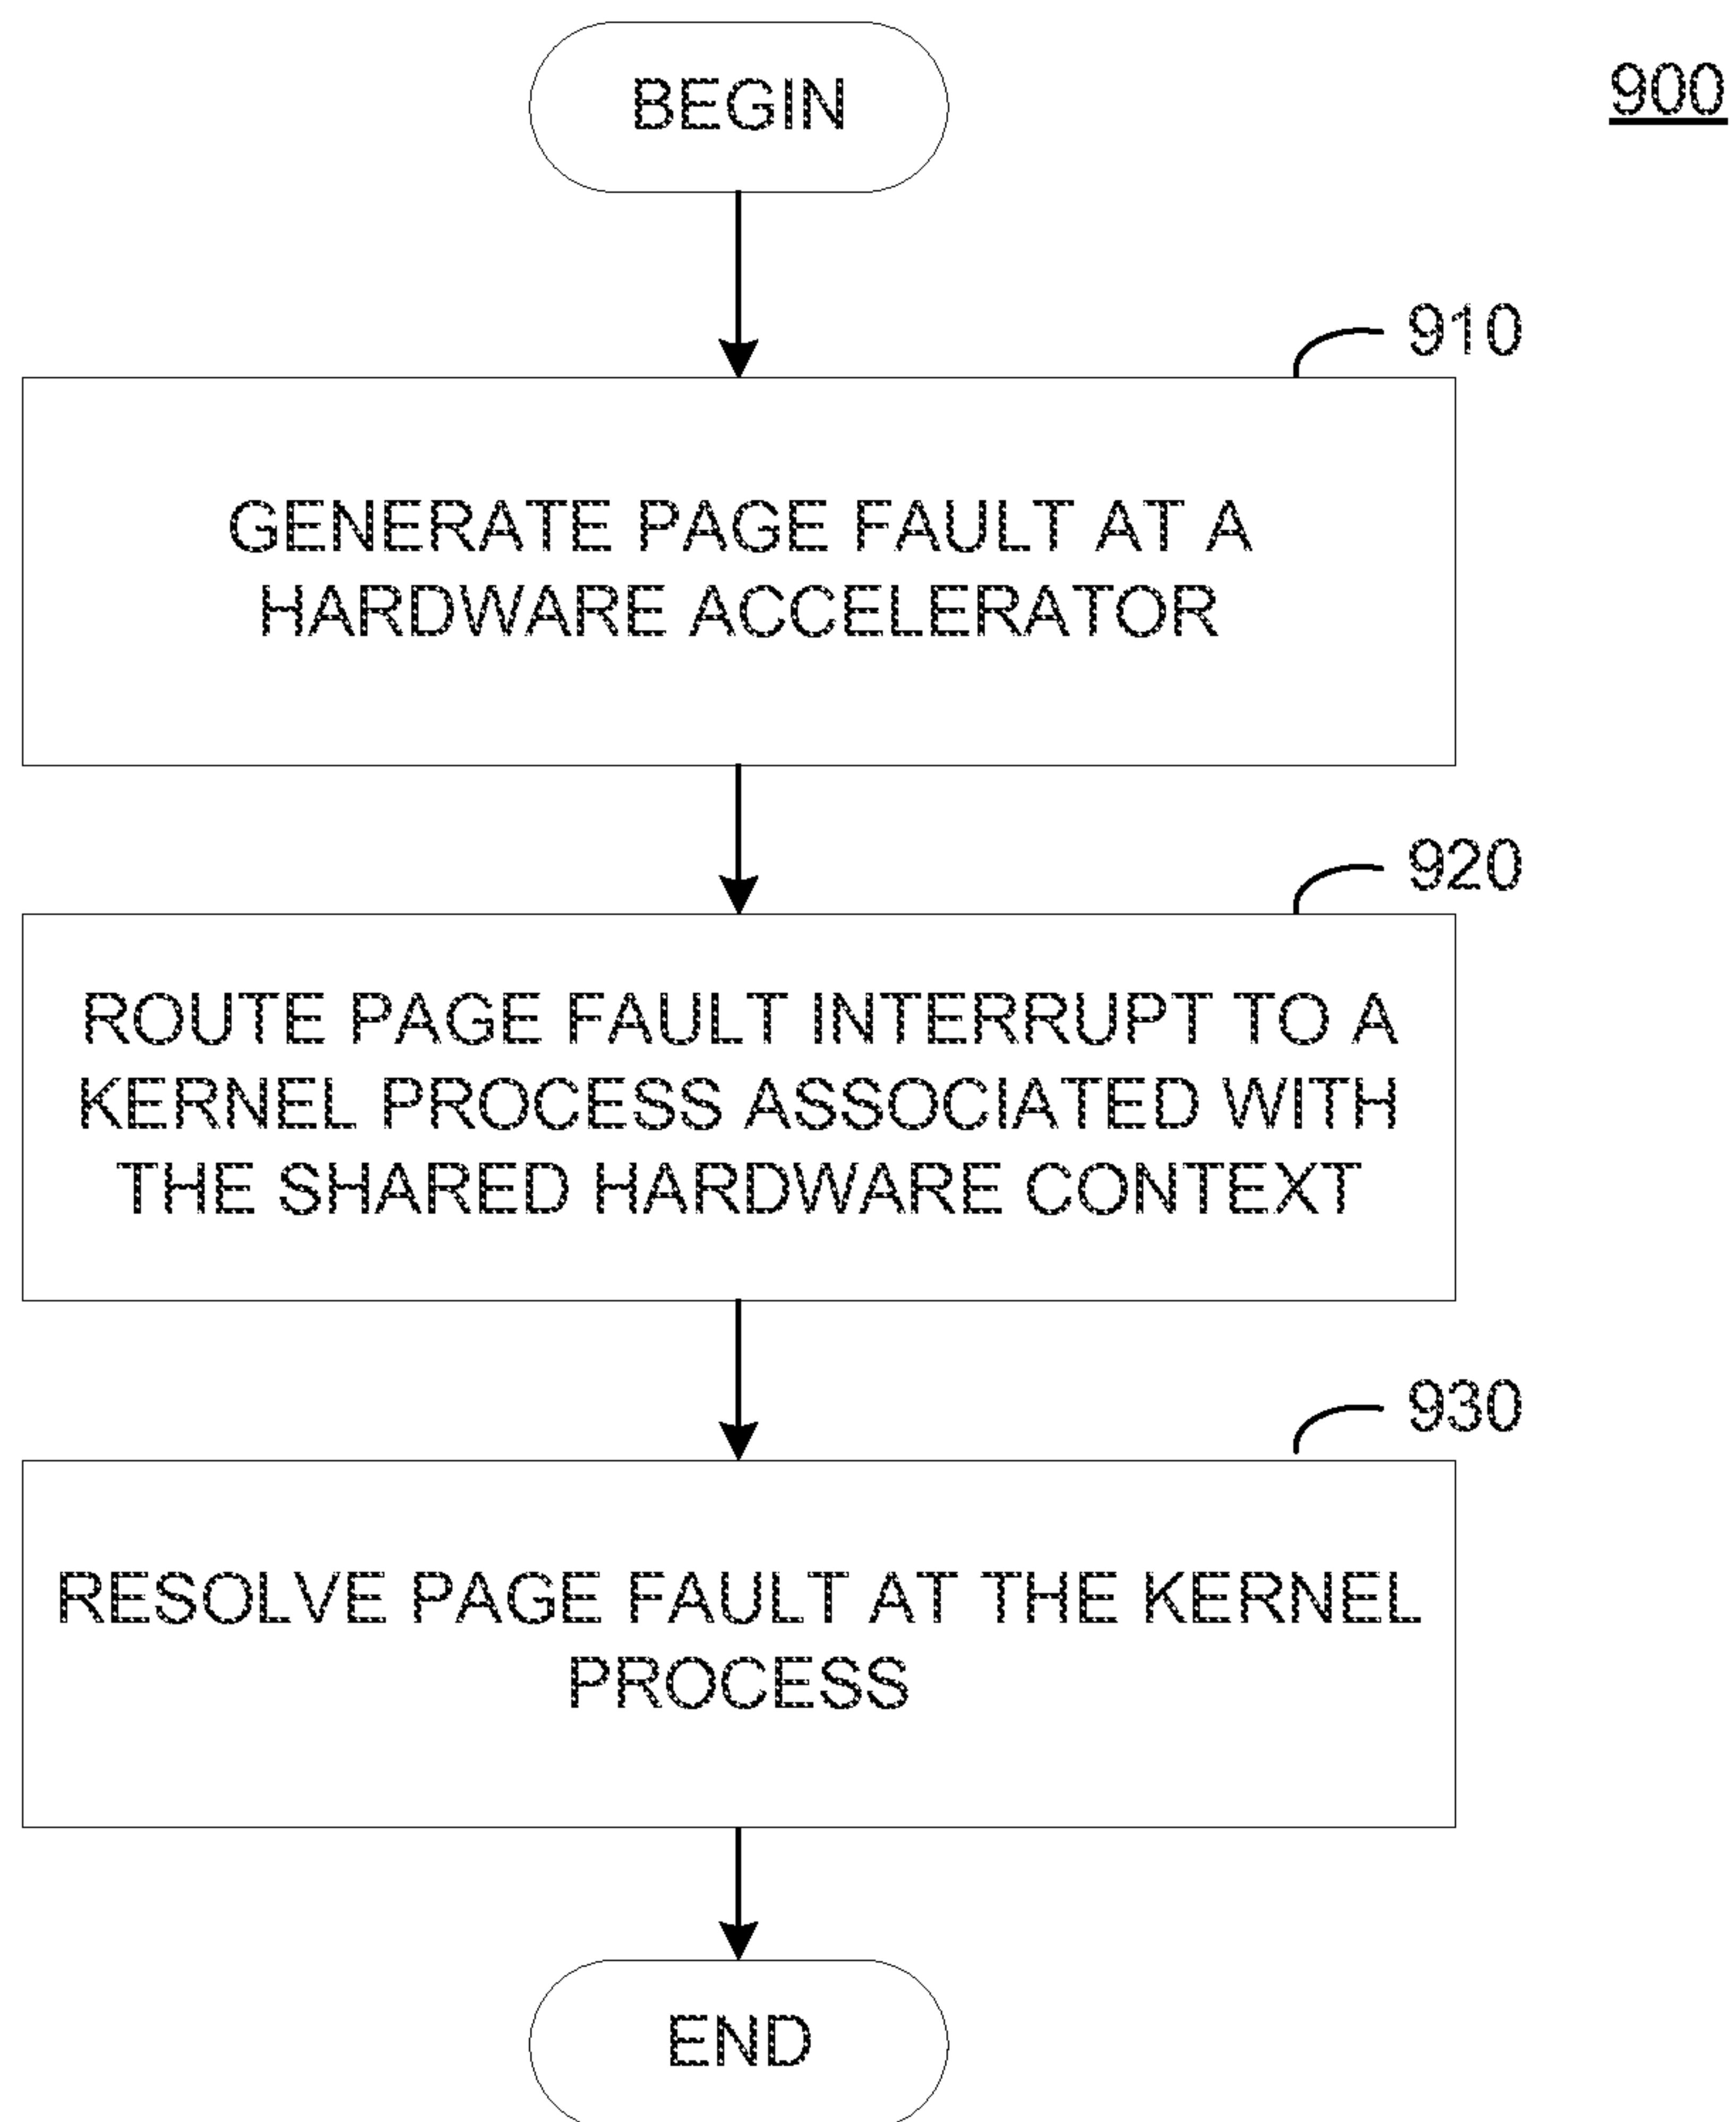 BEGIN
900
910
GENERATE PAGE FAULT AT A
HARDWARE ACCELERATOR
920
ROUTE PAGE FAULT INTERRUPT TO A
KERNEL PROCESS ASSOCIATED WITH
THE SHARED HARDWARE CONTEXT
930
RESOLVE PAGE FAULT AT THE KERNEL
PROCESS
END